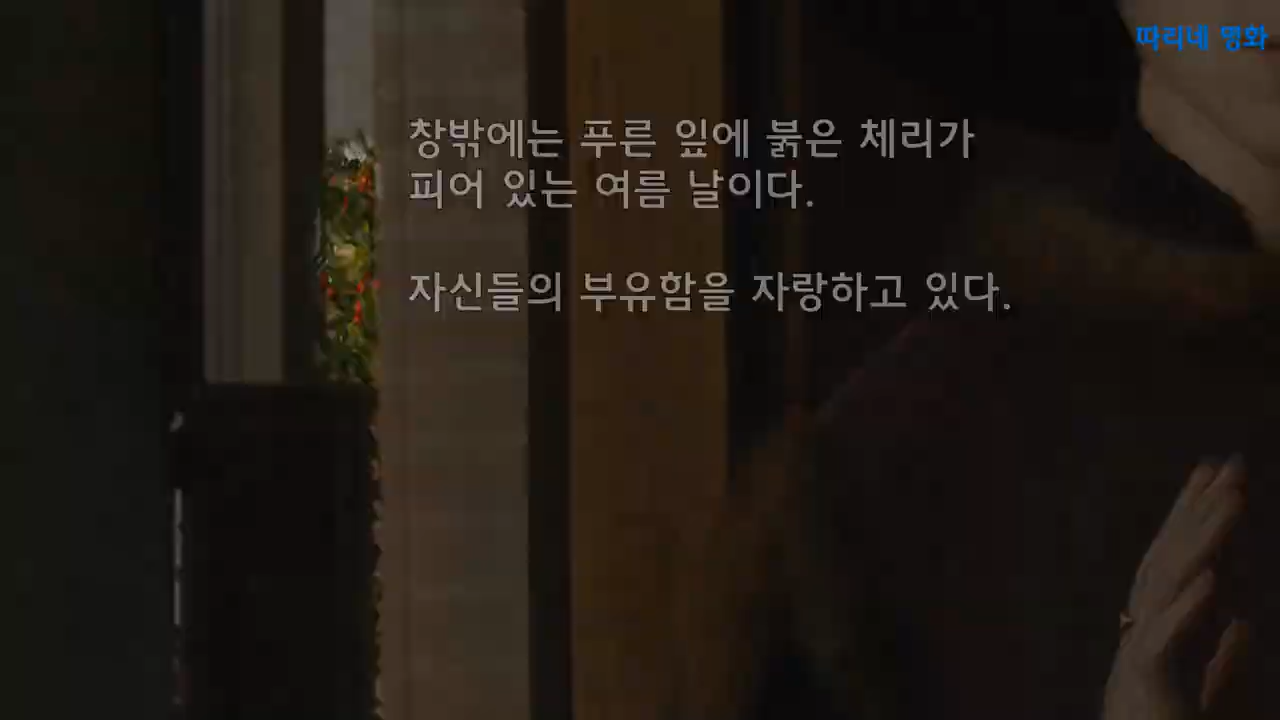 따리네 명화
창밖에는 푸른 잎에 붉은 체리가
피어 있는 여름 날이다.
자신들의 부유함을 자랑하고 있다.